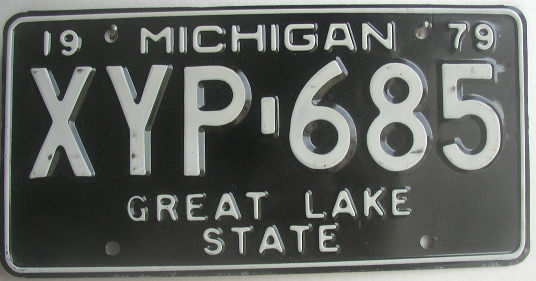 19 MICHIGAN 79
XYP-685
GREAT LAKE
STATE